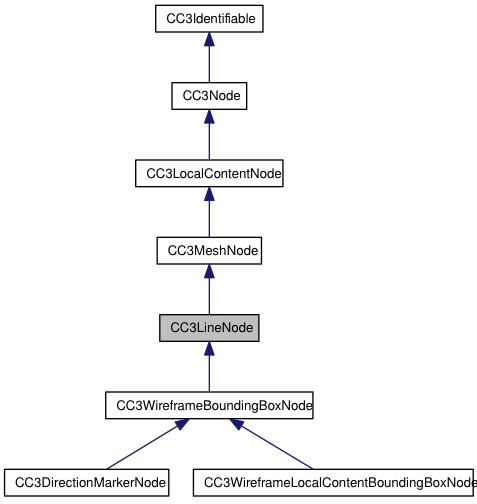 CC3Identifiable
CC3Node
CC3LocalContentNode
CC3MeshNode
CC3LineNode
CC3WireframeBoundingBoxNode
CC3DirectionMarkerNode
CC3WireframeLocalContentBoundingBoxNode